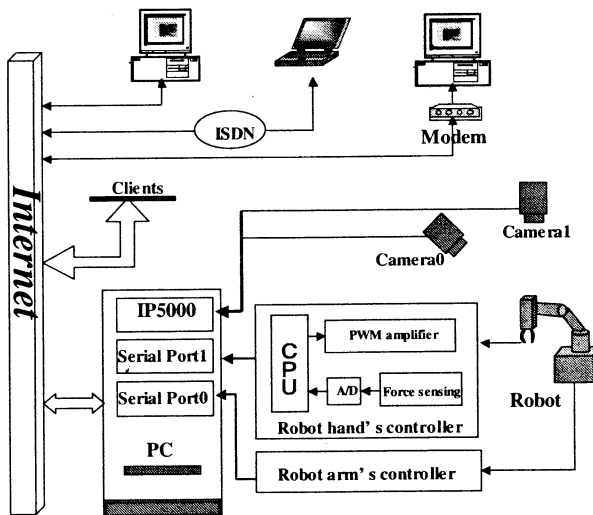 ISDN
Modem
Internet
Clients
Camera1
Camera0
IP5000
Serial Port1
Serial Port0
PC
CPU
PWM amplifier
A/D
Force sensing
Robot hand's controller
Robot arm's controller
Robot